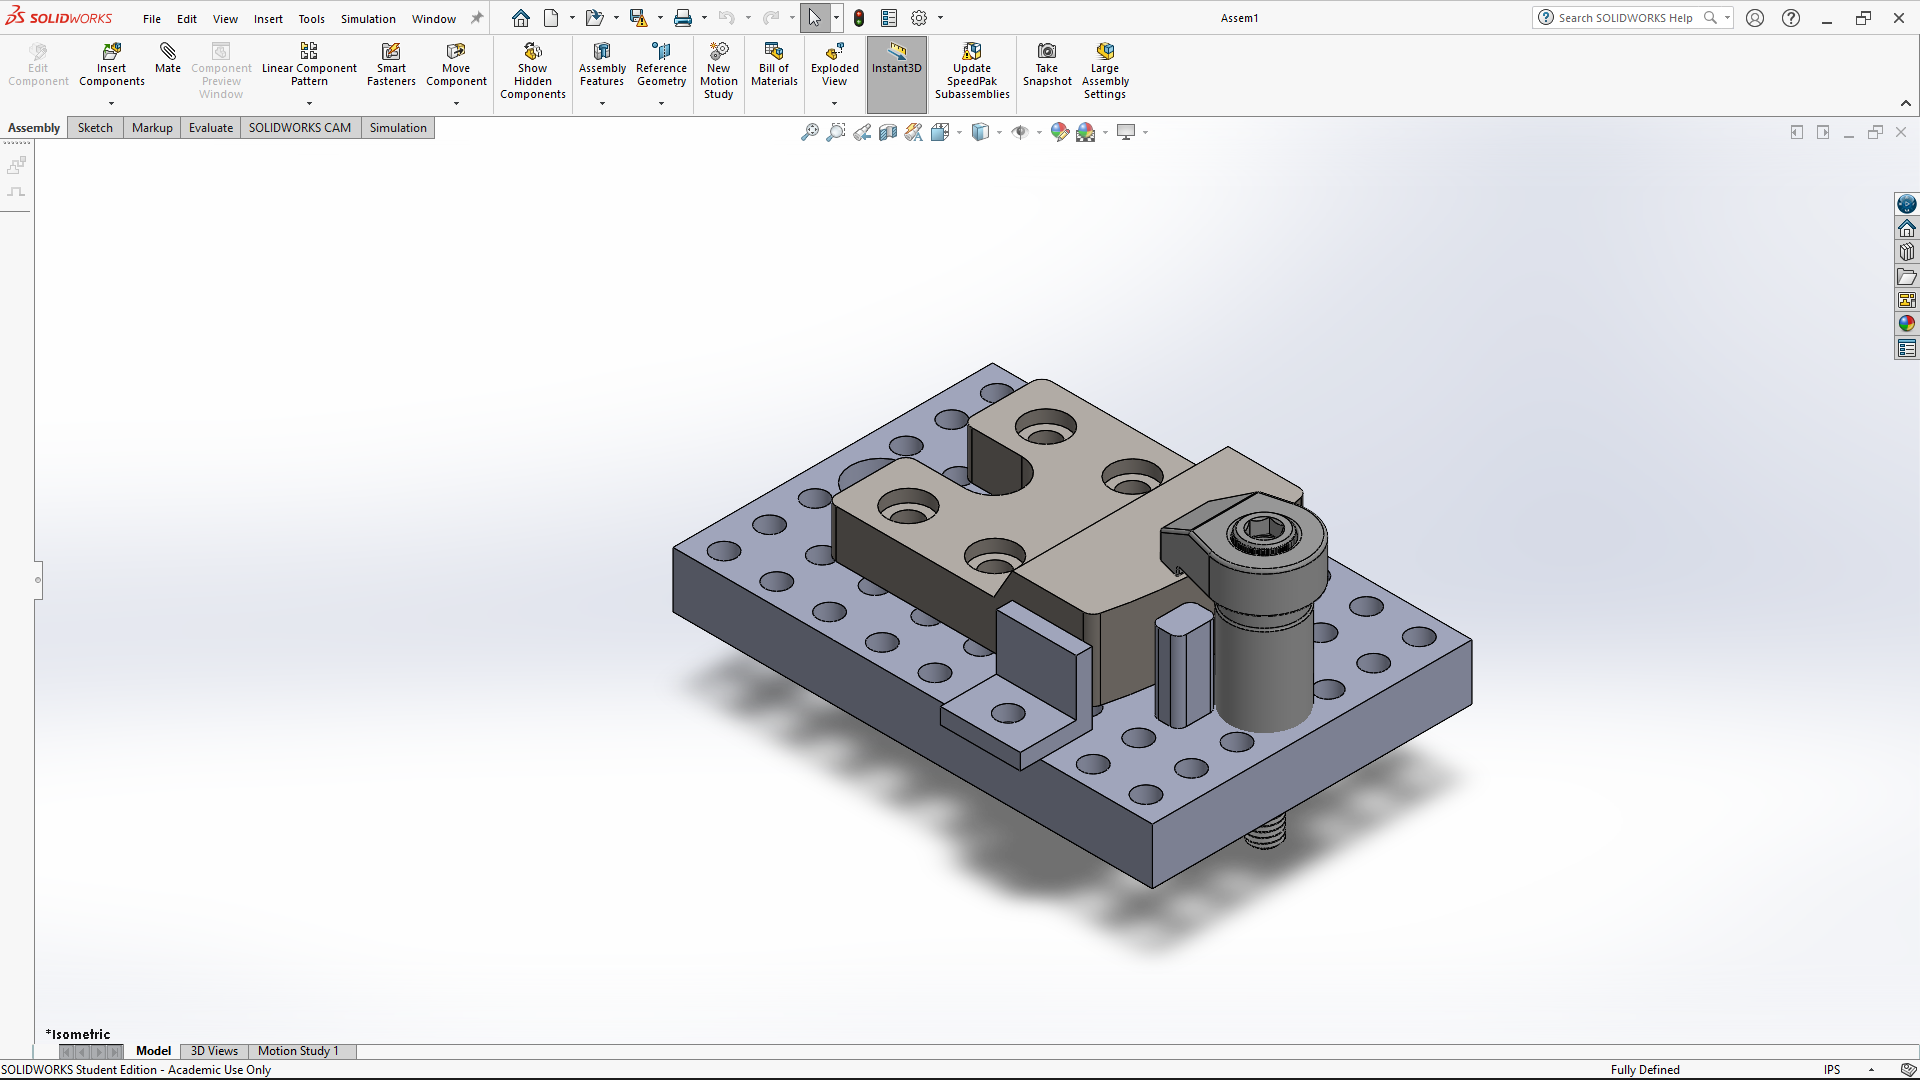 SOLIDWORKS File Edit View Insert Tools Simulation Window Assem1 Search SOLIDWORKS Help
Edit Component
Insert Components
Mate
Component Preview Window
Linear Component Pattern
Smart Fasteners
Move Component
Show Hidden Components
Assembly Features
Reference Geometry
New Motion Study
Bill of Materials
Exploded View
Instant3D
Update SpeedPak Subassemblies
Take Snapshot
Large Assembly Settings
Assembly Sketch Markup Evaluate SOLIDWORKS CAM Simulation
*Isometric
Model 3D Views Motion Study 1
SOLIDWORKS Student Edition - Academic Use Only Fully Defined IPS